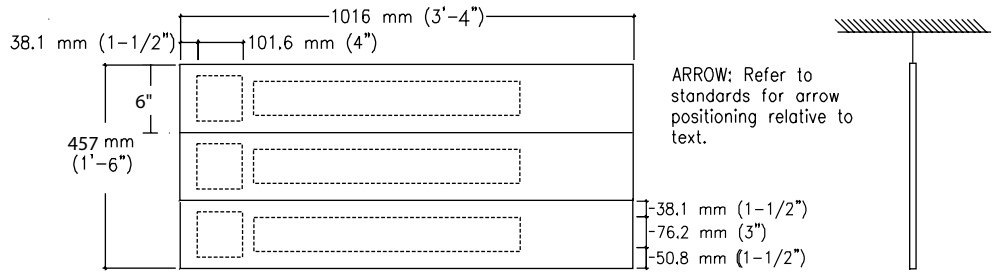 1016 mm (3'-4")
38.1 mm (1-1/2") 101.6 mm (4")
6"
457 mm
(1'-6")
ARROW: Refer to
standards for arrow
positioning relative to
text.
38.1 mm (1-1/2")
76.2 mm (3")
50.8 mm (1-1/2")